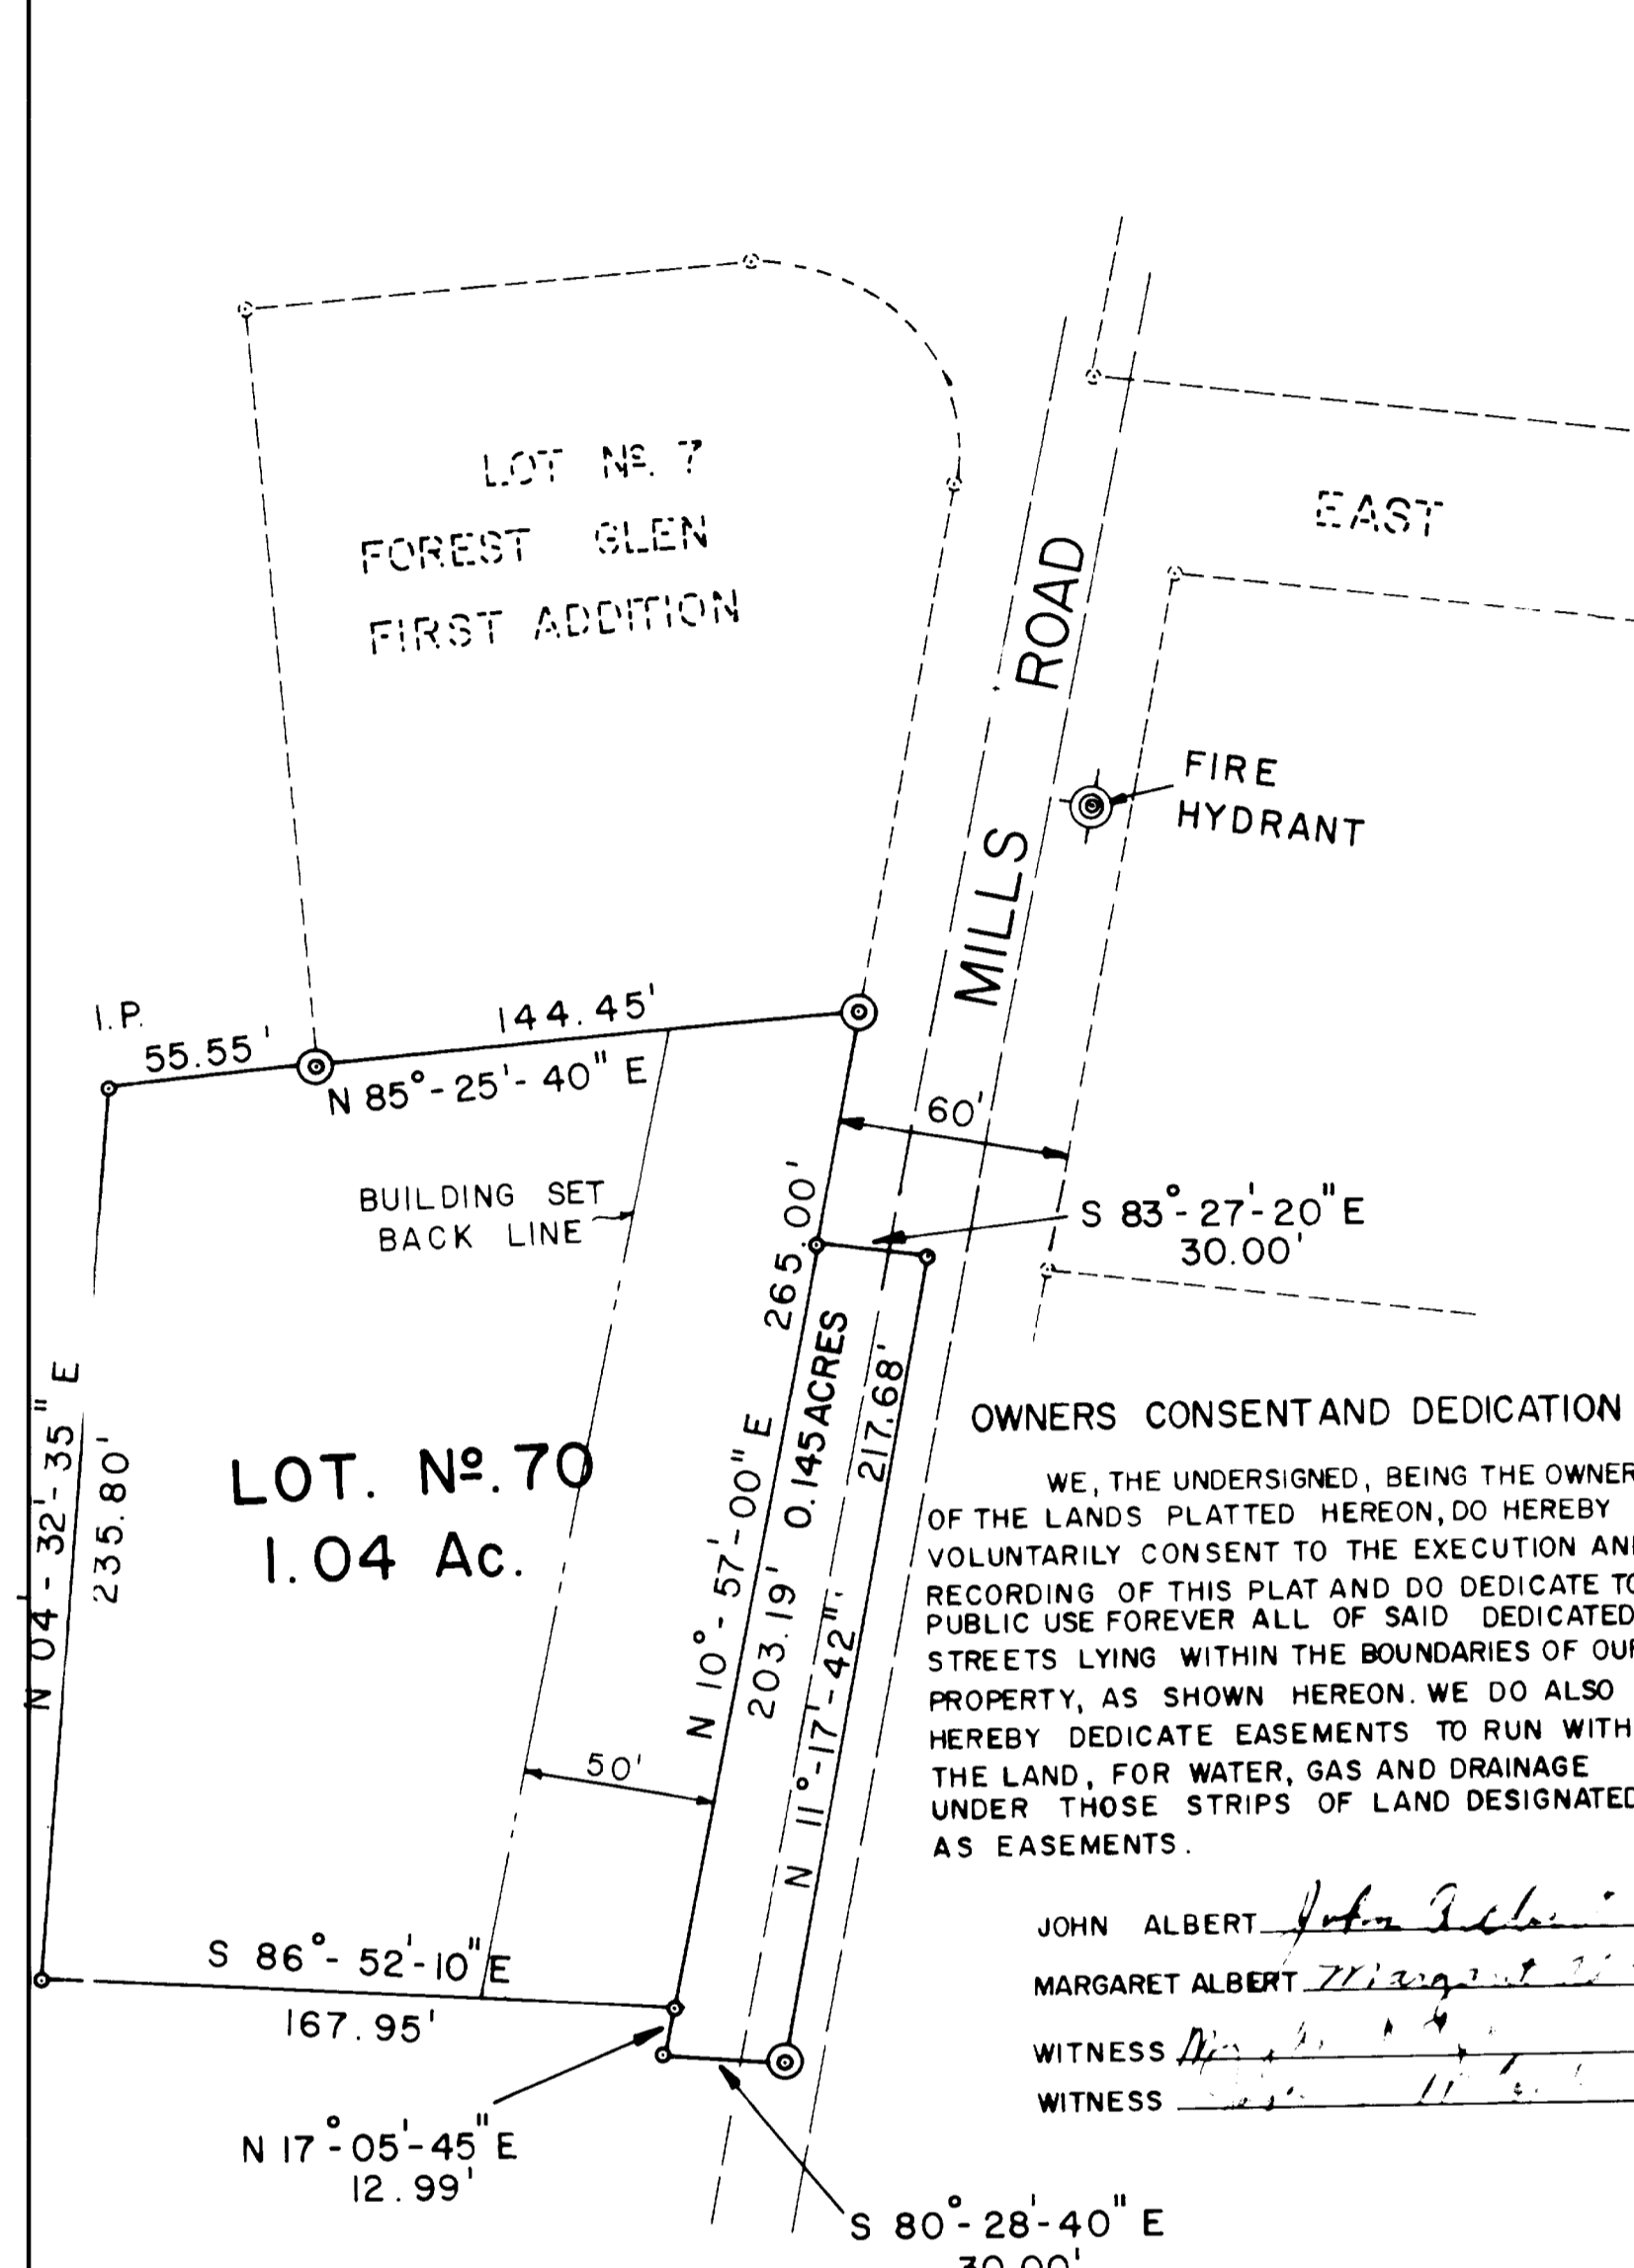 LOT Nº. 7
FOREST GLEN
FIRST ADDITION
EAST
MILLS ROAD
FIRE
HYDRANT
I.P.
55.55'
144.45'
N 85°-25'-40" E
60'
BUILDING SET
BACK LINE
S 83°-27'-20" E
30.00'
265.00'
N 10°-57'-00" E
203.19'
0.145 ACRES
217.68'
N 11°-17'-42"
N 04-32'-35" E
235.80'
LOT. Nº. 70
1.04 Ac.
50'
S 86°-52'-10" E
167.95'
N 17°-05'-45" E
12.99'
S 80°-28'-40" E
30.00'
OWNERS CONSENT AND DEDICATION
WE, THE UNDERSIGNED, BEING THE OWNER
OF THE LANDS PLATTED HEREON, DO HEREBY
VOLUNTARILY CONSENT TO THE EXECUTION AN
RECORDING OF THIS PLAT AND DO DEDICATE TO
PUBLIC USE FOREVER ALL OF SAID DEDICATED
STREETS LYING WITHIN THE BOUNDARIES OF OUR
PROPERTY, AS SHOWN HEREON. WE DO ALSO
HEREBY DEDICATE EASEMENTS TO RUN WITH
THE LAND, FOR WATER, GAS AND DRAINAGE
UNDER THOSE STRIPS OF LAND DESIGNATED
AS EASEMENTS.
JOHN ALBERT John
MARGARET ALBERT Margaret
WITNESS
WITNESS